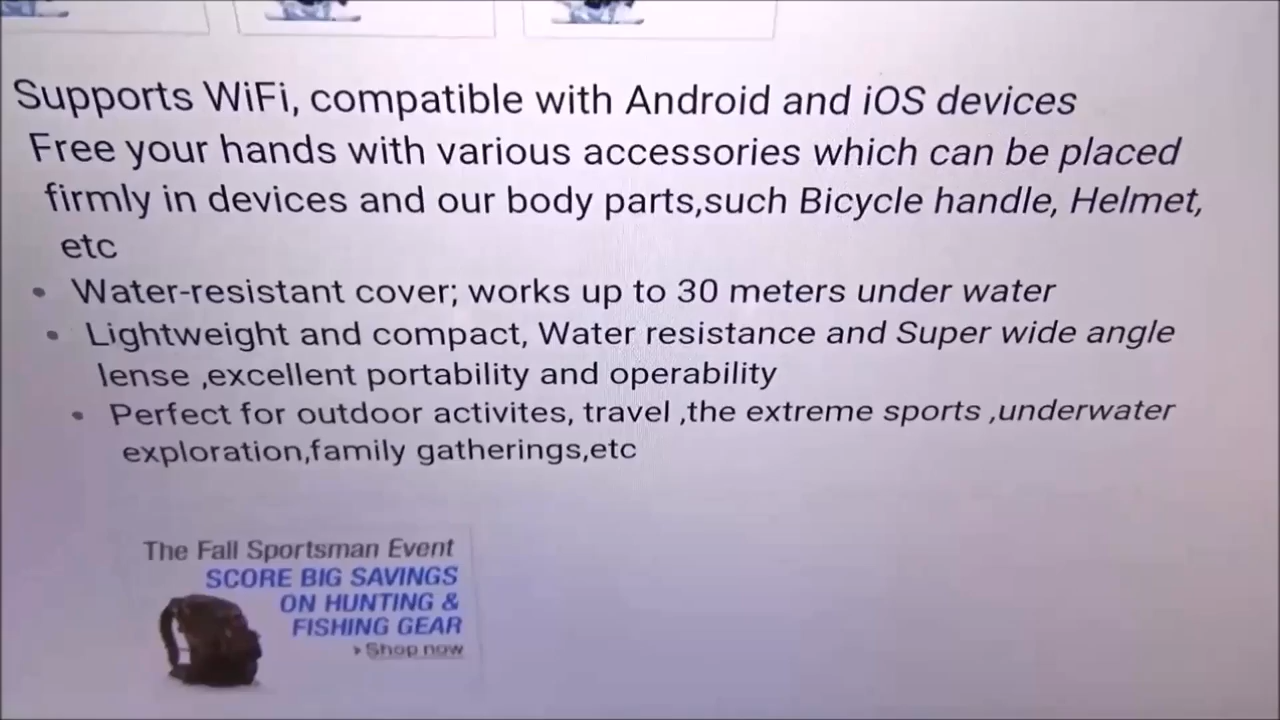 Supports WiFi, compatible with Android and iOS devices
Free your hands with various accessories which can be placed
firmly in devices and our body parts,such Bicycle handle, Helmet,
etc
• Water-resistant cover; works up to 30 meters under water
• Lightweight and compact, Water resistance and Super wide angle
lense ,excellent portability and operability
• Perfect for outdoor activites, travel ,the extreme sports ,underwater
exploration,family gatherings,etc
The Fall Sportsman Event
SCORE BIG SAVINGS
ON HUNTING &
FISHING GEAR
› Shop now